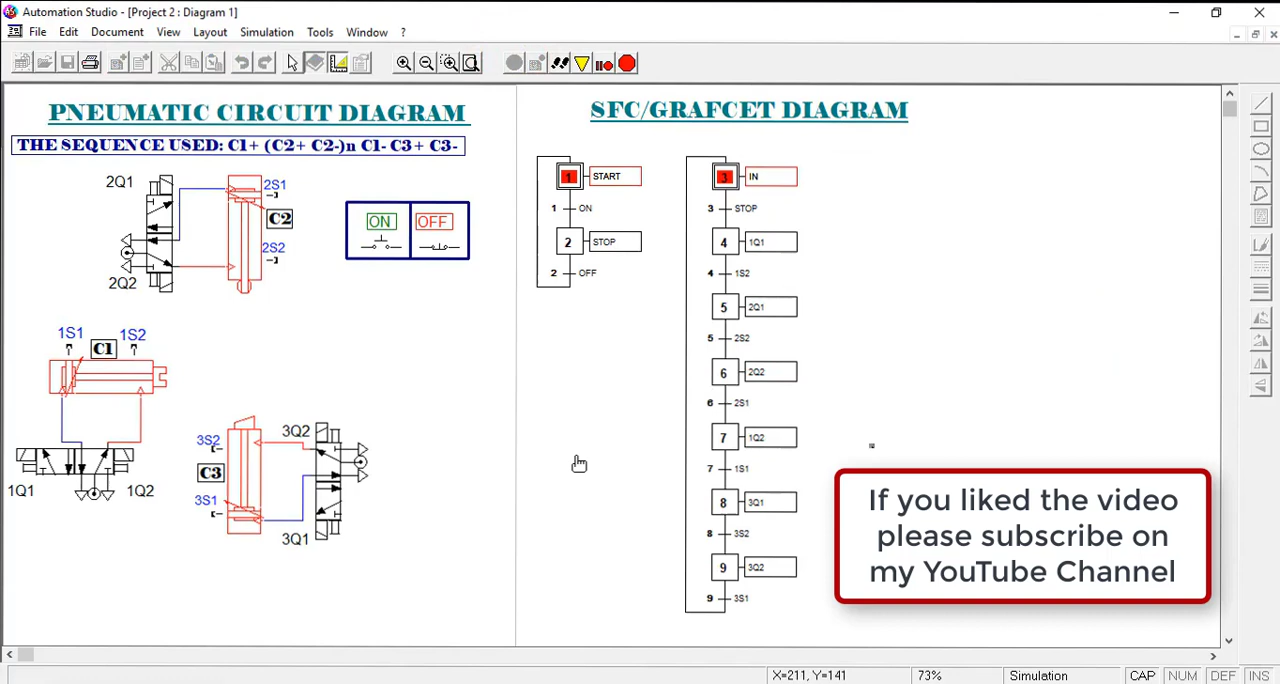 Automation Studio - [Project 2 : Diagram 1]
File Edit Document View Layout Simulation Tools Window ?
PNEUMATIC CIRCUIT DIAGRAM
THE SEQUENCE USED: C1+ (C2+ C2-)n C1- C3+ C3-
2Q1
2S1
C2
2S2
2Q2
ON
OFF
1S1
1S2
C1
1Q1
1Q2
3S2
3Q2
C3
3S1
3Q1
SFC/GRAFCET DIAGRAM
1 START
1 ON
2 STOP
2 OFF
3 IN
3 STOP
4 1Q1
4 1S2
5 2Q1
5 2S2
6 2Q2
6 2S1
7 1Q2
7 1S1
8 3Q1
8 3S2
9 3Q2
9 3S1
If you liked the video
please subscribe on
my YouTube Channel
X=211, Y=141 73% Simulation CAP NUM DEF INS